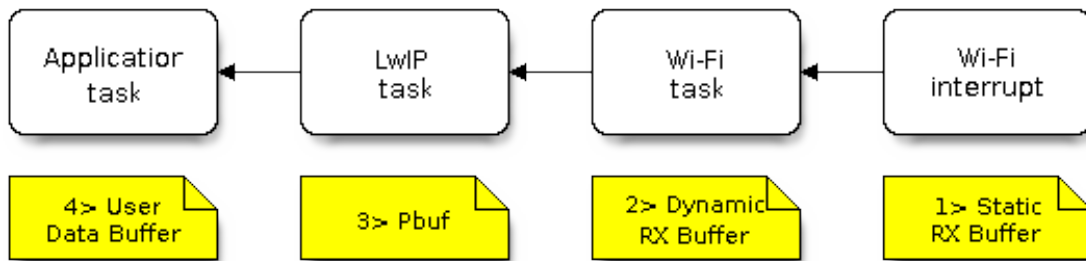 Application
task
LwIP
task
Wi-Fi
task
Wi-Fi
interrupt
4> User
Data Buffer
3> Pbuf
2> Dynamic
RX Buffer
1> Static
RX Buffer